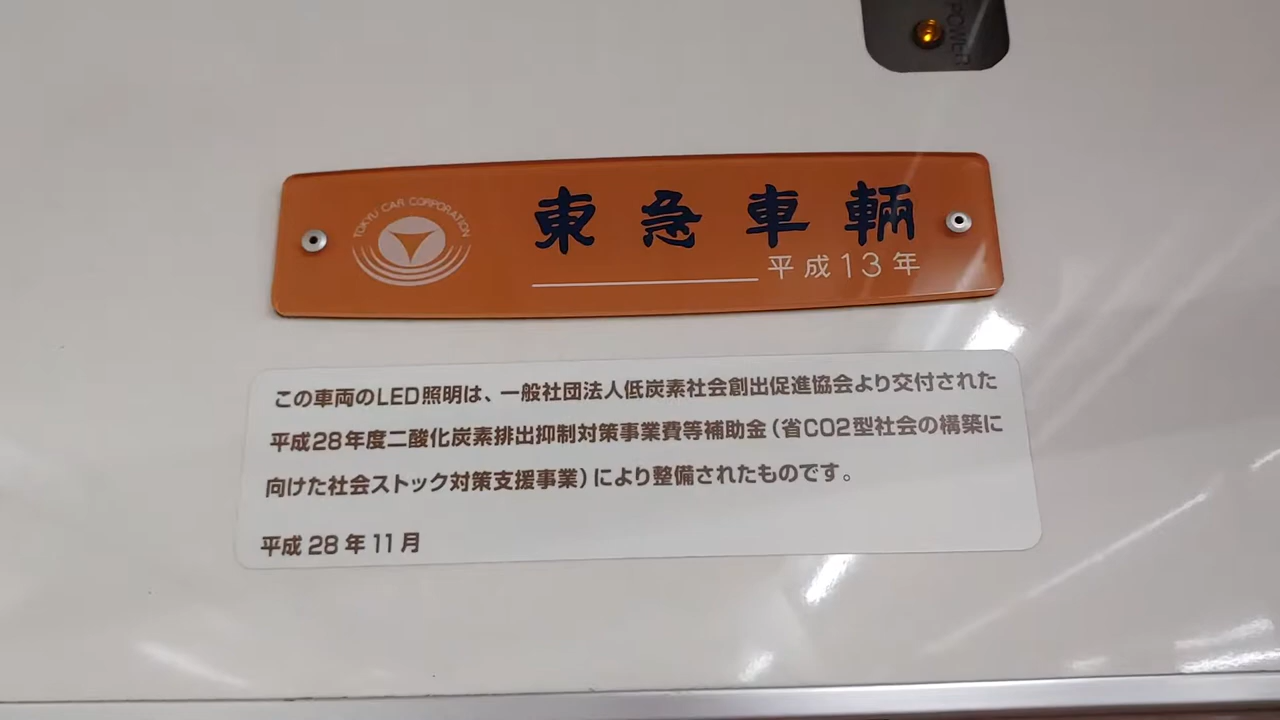 POWER
TOKYU CAR CORPORATION
東急車輛
平成13年
この車両のLED照明は、一般社団法人低炭素社会創出促進協会より交付された
平成28年度二酸化炭素排出抑制対策事業費等補助金（省CO2型社会の構築に
向けた社会ストック対策支援事業）により整備されたものです。
平成28年11月